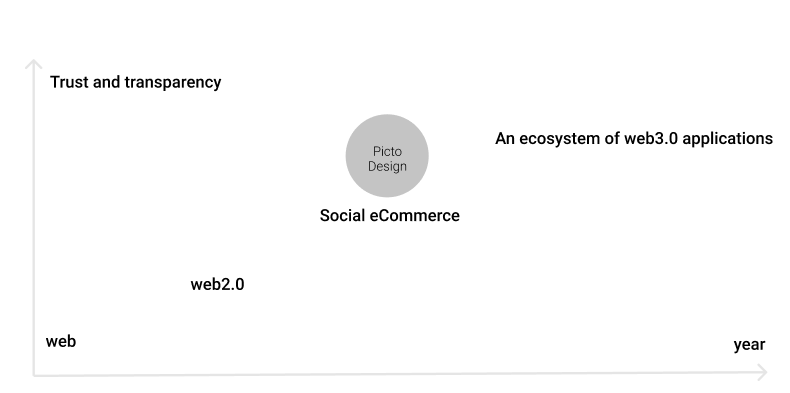 Trust and transparency
An ecosystem of web3.0 applications
Picto
Design
Social eCommerce
web2.0
web
year